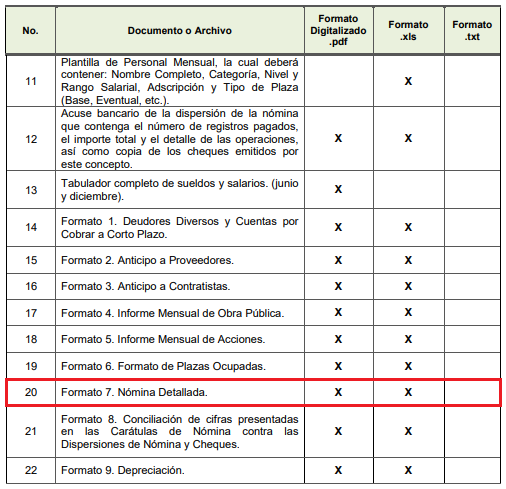 No. Documento o Archivo Formato Digitalizado .pdf Formato .xls Formato .txt
11 Plantilla de Personal Mensual, la cual deberá
contener: Nombre Completo, Categoría, Nivel y
Rango Salarial, Adscripción y Tipo de Plaza
(Base, Eventual, etc.). X
12 Acuse bancario de la dispersión de la nómina
que contenga el número de registros pagados,
el importe total y el detalle de las operaciones,
así como copia de los cheques emitidos por
este concepto. X X
13 Tabulador completo de sueldos y salarios. (junio
y diciembre). X
14 Formato 1. Deudores Diversos y Cuentas por
Cobrar a Corto Plazo. X X
15 Formato 2. Anticipo a Proveedores. X X
16 Formato 3. Anticipo a Contratistas. X X
17 Formato 4. Informe Mensual de Obra Pública. X X
18 Formato 5. Informe Mensual de Acciones. X X
19 Formato 6. Formato de Plazas Ocupadas. X X
20 Formato 7. Nómina Detallada. X X
21 Formato 8. Conciliación de cifras presentadas
en las Carátulas de Nómina contra las
Dispersiones de Nómina y Cheques. X X
22 Formato 9. Depreciación. X X